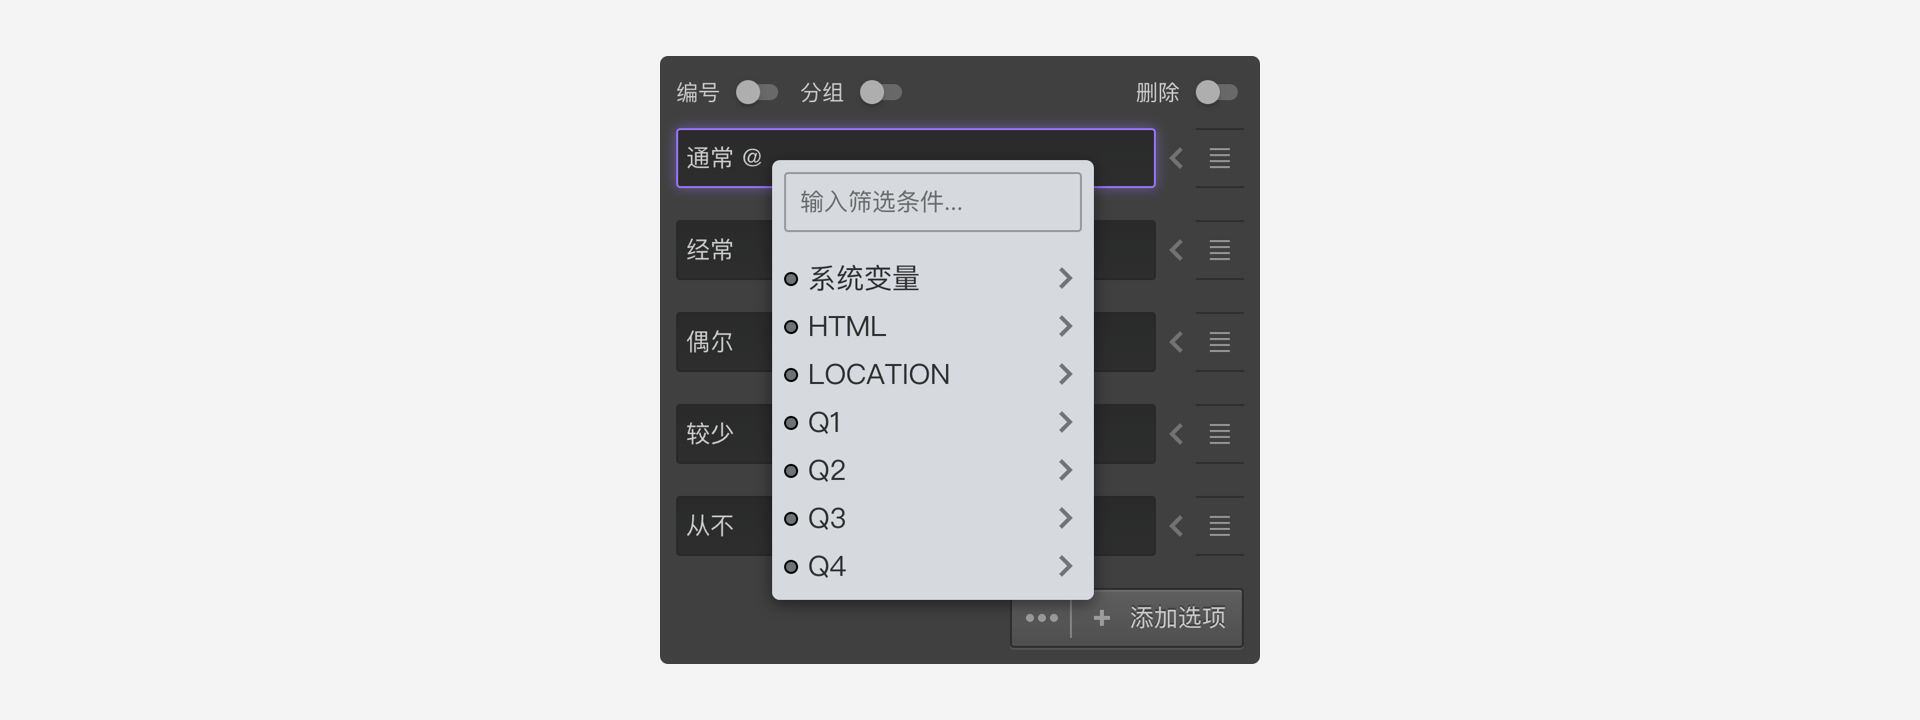 编号 分组 删除
通常 @
输入筛选条件...
经常
系统变量
HTML
偶尔
LOCATION
Q1
较少
Q2
Q3
从不
Q4
添加选项